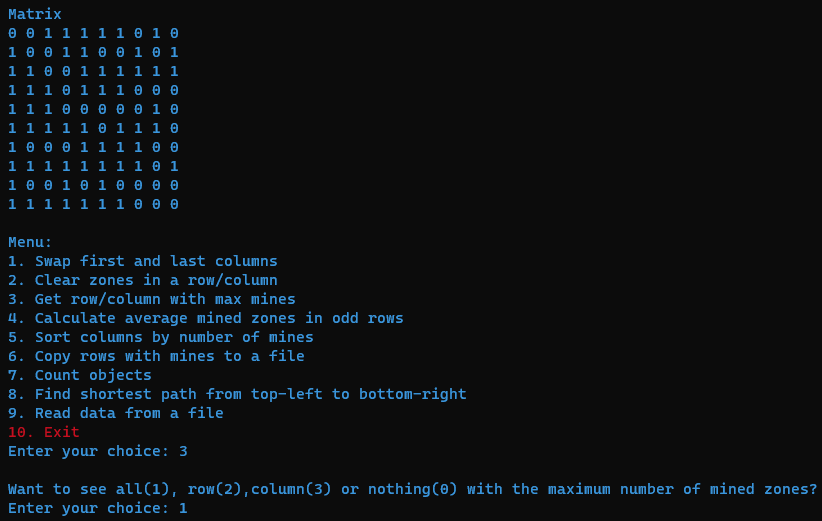 Matrix
0 0 1 1 1 1 1 0 1 0
1 0 0 1 1 0 0 1 0 1
1 1 0 0 1 1 1 1 1 1
1 1 1 0 1 1 1 0 0 0
1 1 1 0 0 0 0 0 1 0
1 1 1 1 1 0 1 1 1 0
1 0 0 0 1 1 1 1 0 0
1 1 1 1 1 1 1 1 0 1
1 0 0 1 0 1 0 0 0 0
1 1 1 1 1 1 1 0 0 0
Menu:
1. Swap first and last columns
2. Clear zones in a row/column
3. Get row/column with max mines
4. Calculate average mined zones in odd rows
5. Sort columns by number of mines
6. Copy rows with mines to a file
7. Count objects
8. Find shortest path from top-left to bottom-right
9. Read data from a file
10. Exit
Enter your choice: 3
Want to see all(1), row(2),column(3) or nothing(0) with the maximum number of mined zones?
Enter your choice: 1